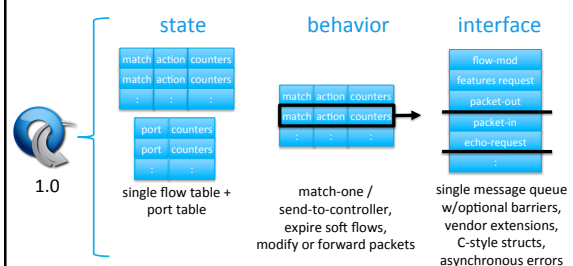 state
behavior
interface
match action counters
match action counters
: : :
port counters
port counters
: :
1.0
single flow table +
port table
match action counters
match action counters
: : :
match-one /
send-to-controller,
expire soft flows,
modify or forward packets
flow-mod
features request
packet-out
packet-in
echo-request
:
single message queue
w/optional barriers,
vendor extensions,
C-style structs,
asynchronous errors